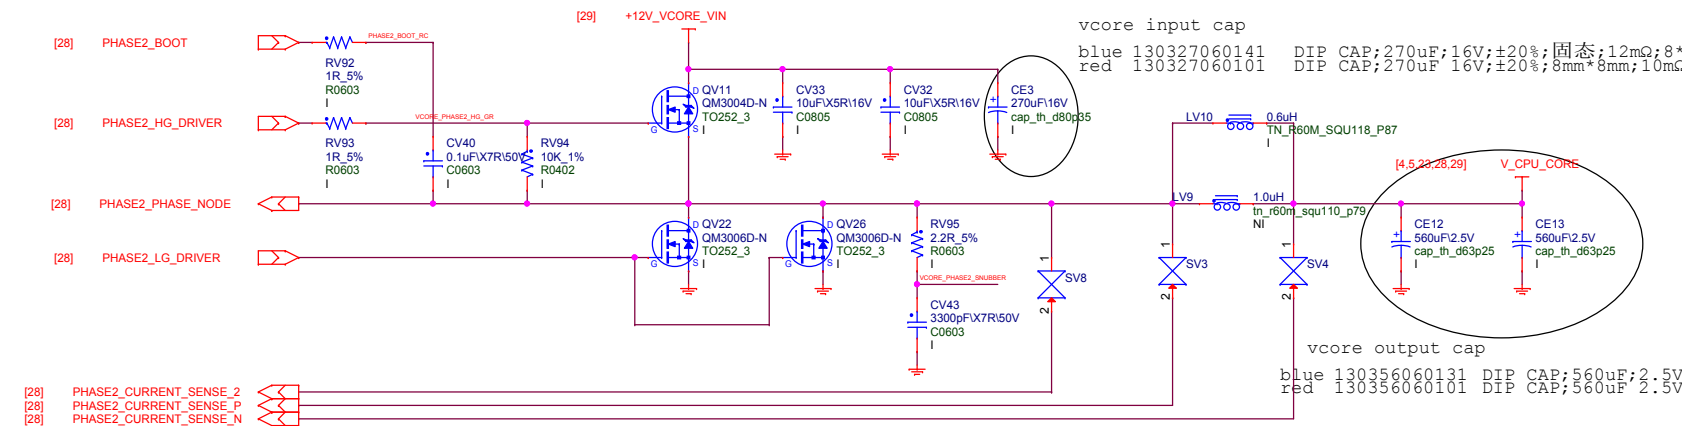 [29] +12V_VCORE_VIN
vcore input cap
[28] PHASE2_BOOT
PHASE2_BOOT_RC
blue 130327060141 DIP CAP;270uF;16V;±20%;固态;12mΩ;8*
red 130327060101 DIP CAP;270uF 16V;±20%;8mm*8mm;10mΩ
RV92
1R_5%
R0603
I
QV11
QM3004D-N
TO252_3
I
D
G
S
CV33
10uF\X5R\16V
C0805
I
CV32
10uF\X5R\16V
C0805
I
CE3
270uF\16V
cap_th_d80p35
I
[28] PHASE2_HG_DRIVER
VCORE_PHASE2_HG_GR
RV93
1R_5%
R0603
I
CV40
0.1uF\X7R\50V
C0603
I
RV94
10K_1%
R0402
I
LV10
0.6uH
TN_R60M_SQU118_P87
I
[4,5,23,28,29] V_CPU_CORE
[28] PHASE2_PHASE_NODE
LV9
1.0uH
tn_r60m_squ110_p79
NI
QV22
QM3006D-N
TO252_3
I
D
G
S
QV26
QM3006D-N
TO252_3
I
D
G
S
RV95
2.2R_5%
R0603
I
CE12
560uF\2.5V
cap_th_d63p25
I
CE13
560uF\2.5V
cap_th_d63p25
I
[28] PHASE2_LG_DRIVER
VCORE_PHASE2_SNUBBER
1
SV8
2
1
SV3
2
1
SV4
2
CV43
3300pF\X7R\50V
C0603
I
vcore output cap
blue 130356060131 DIP CAP;560uF;2.5V
red 130356060101 DIP CAP;560uF 2.5V
[28] PHASE2_CURRENT_SENSE_2
[28] PHASE2_CURRENT_SENSE_P
[28] PHASE2_CURRENT_SENSE_N